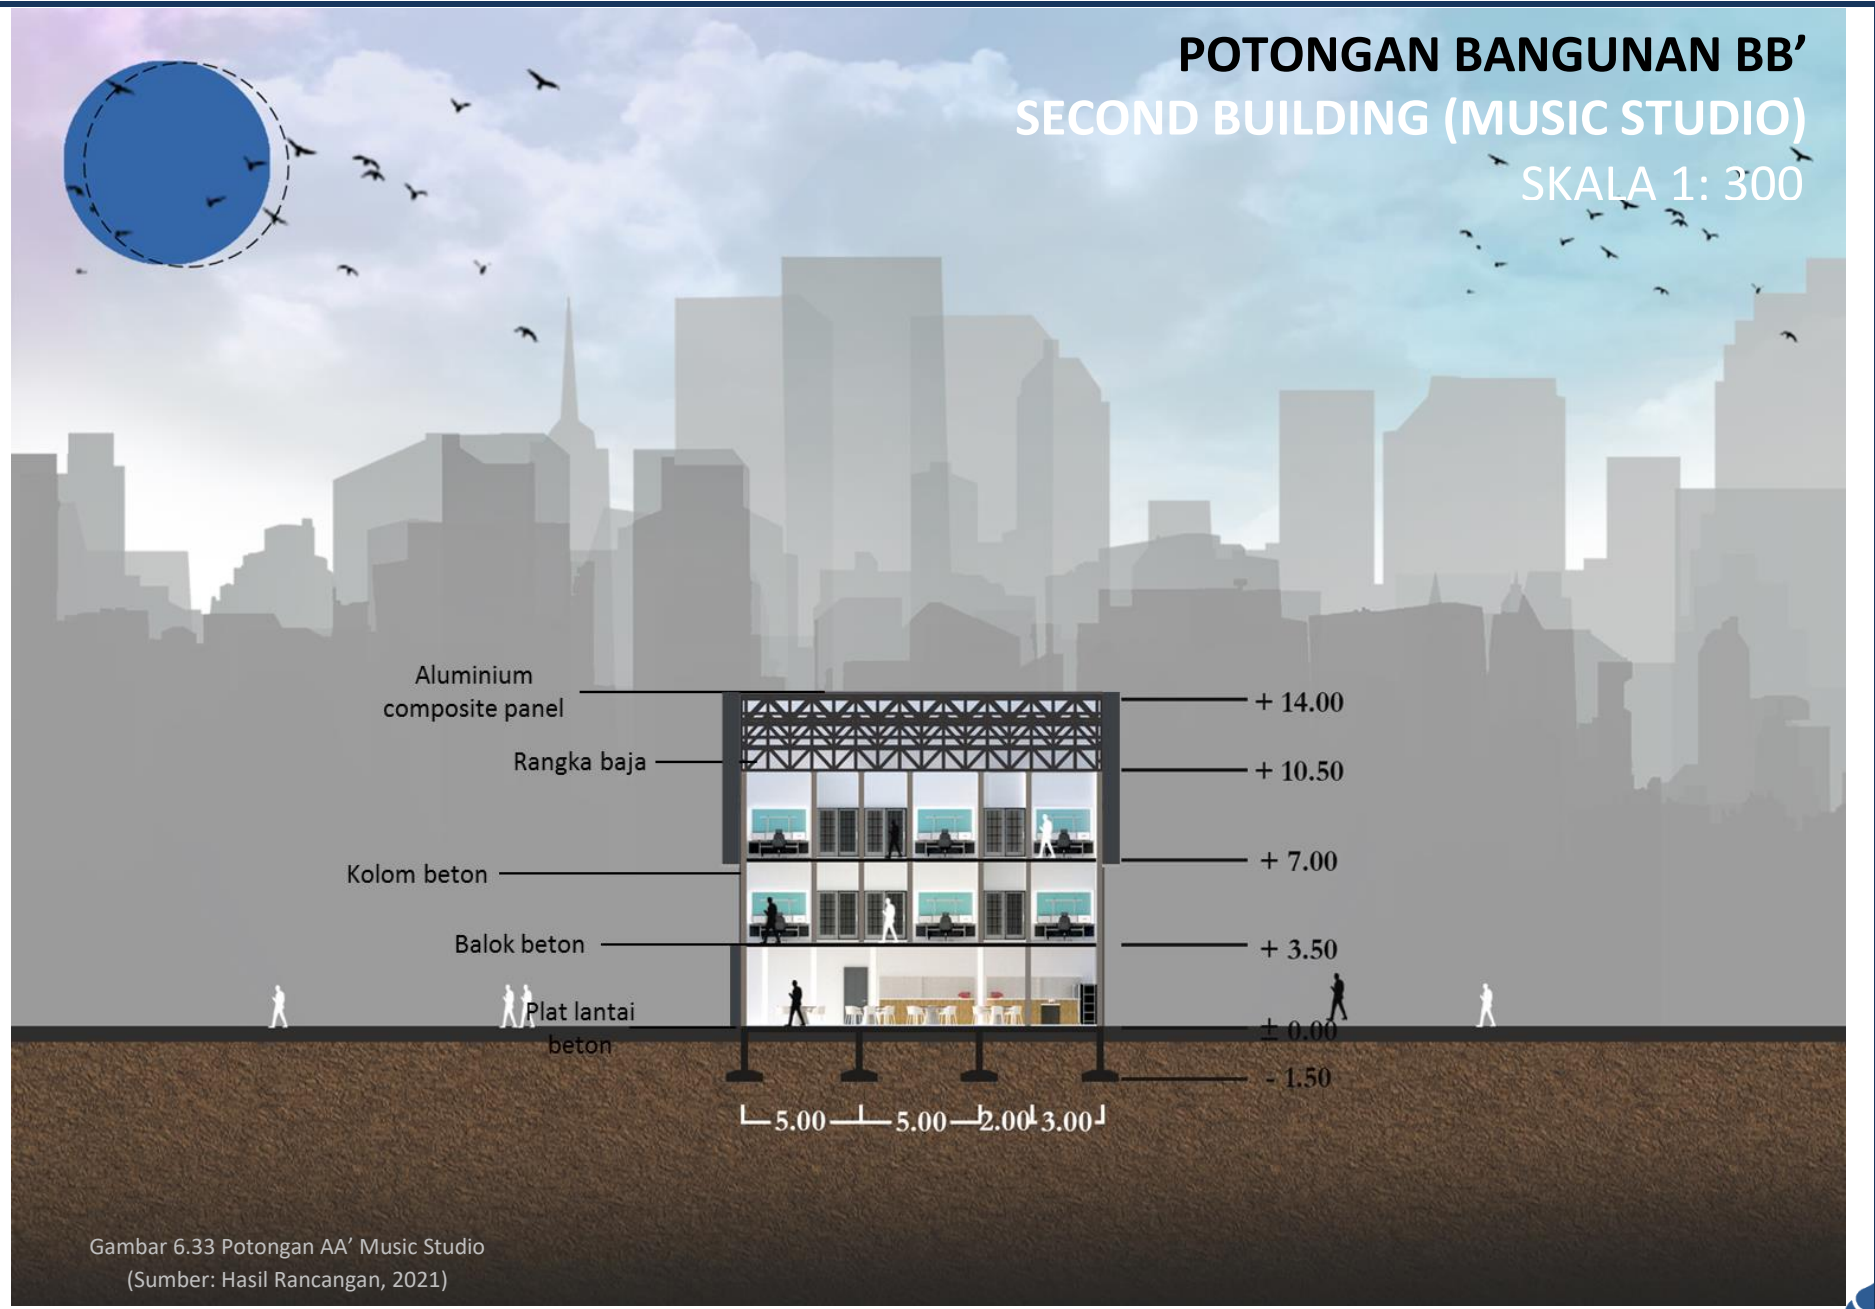 POTONGAN BANGUNAN BB’
SECOND BUILDING (MUSIC STUDIO)
SKALA 1: 300
Aluminium
composite panel
Rangka baja
Kolom beton
Balok beton
Plat lantai
beton
+ 14.00
+ 10.50
+ 7.00
+ 3.50
± 0.00
- 1.50
5.00 5.00 2.00 3.00
Gambar 6.33 Potongan AA’ Music Studio
(Sumber: Hasil Rancangan, 2021)